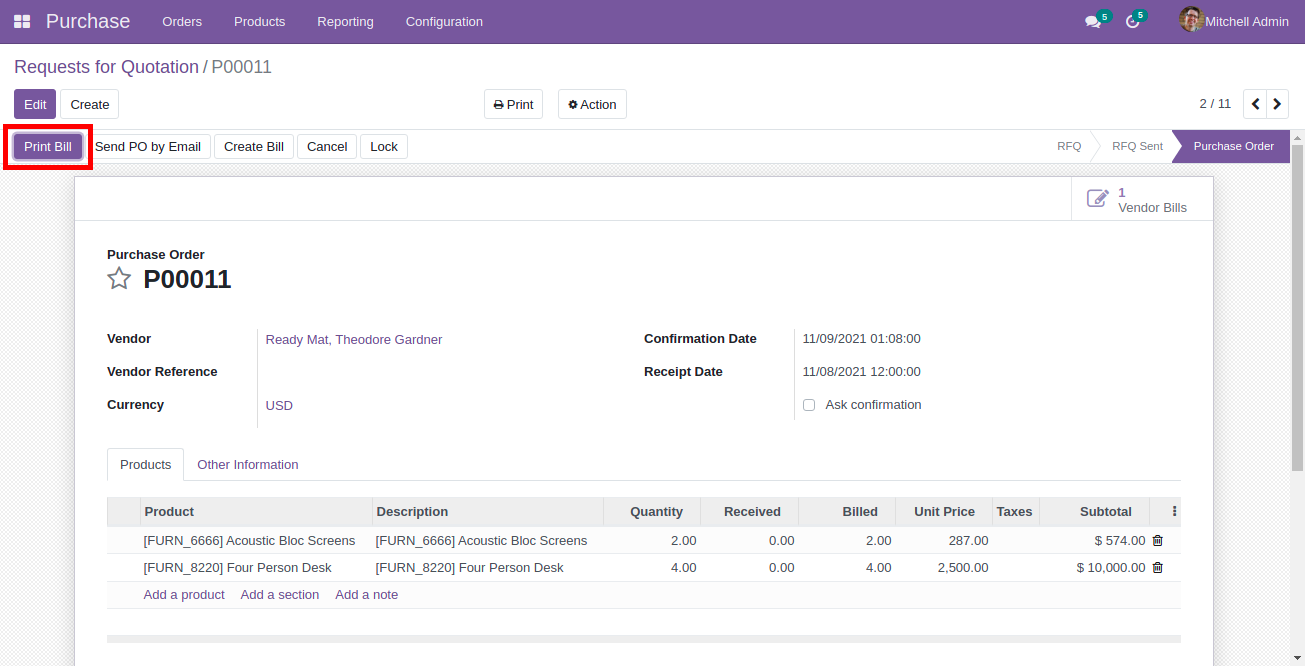 Purchase Orders Products Reporting Configuration 5 5 Mitchell Admin
Requests for Quotation / P00011
Edit Create Print Action 2 / 11
Print Bill Send PO by Email Create Bill Cancel Lock RFQ RFQ Sent Purchase Order
1
Vendor Bills
Purchase Order
P00011
Vendor Ready Mat, Theodore Gardner Confirmation Date 11/09/2021 01:08:00
Vendor Reference Receipt Date 11/08/2021 12:00:00
Currency USD Ask confirmation
Products Other Information
Product Description Quantity Received Billed Unit Price Taxes Subtotal
[FURN_6666] Acoustic Bloc Screens [FURN_6666] Acoustic Bloc Screens 2.00 0.00 2.00 287.00 $ 574.00
[FURN_8220] Four Person Desk [FURN_8220] Four Person Desk 4.00 0.00 4.00 2,500.00 $ 10,000.00
Add a product Add a section Add a note